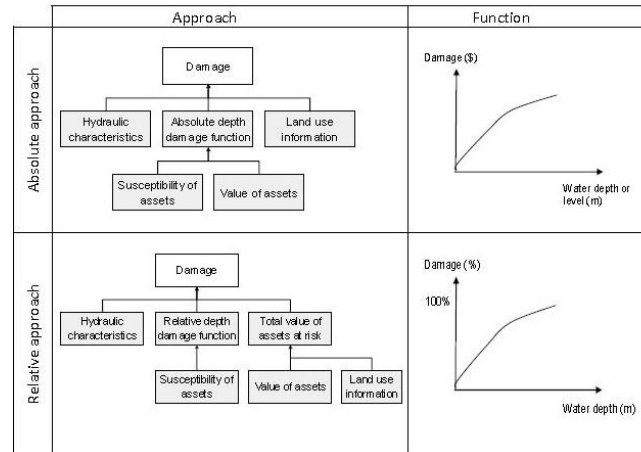 Approach
Function
Absolute approach
Damage
Hydraulic
characteristics
Absolute depth
damage function
Land use
information
Susceptibility of
assets
Value of assets
Damage ($)
Water depth or
level (m)
Relative approach
Damage
Hydraulic
characteristics
Relative depth
damage function
Total value of
assets at risk
Susceptibility of
assets
Value of assets
Land use
information
Damage (%)
100%
Water depth (m)